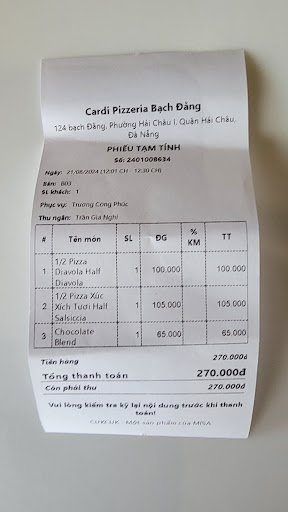 Cardi Pizzeria Bạch Đằng
124 bạch Đằng, Phường Hải Châu I, Quận Hải Châu,
Đà Nẵng
PHIẾU TẠM TÍNH
Số: 2401008634
Ngày: 21/08/2024 (12:01 CH - 12:30 CH)
Bàn: B03
SL khách: 1
Phục vụ: Trương Công Phúc
Thu ngân: Trần Gia Nghi
# Tên món SL ĐG % KM TT
1 1/2 Pizza Diavola Half Diavola 1 100.000 100.000
2 1/2 Pizza Xúc Xích Tươi Half Salsiccia 1 105.000 105.000
3 Chocolate Blend 1 65.000 65.000
Tiền hàng 270.000đ
Tổng thanh toán 270.000đ
Còn phải thu 270.000đ
Vui lòng kiểm tra kỹ lại nội dung trước khi thanh
toán!
CUKCUK - Một sản phẩm của MISA